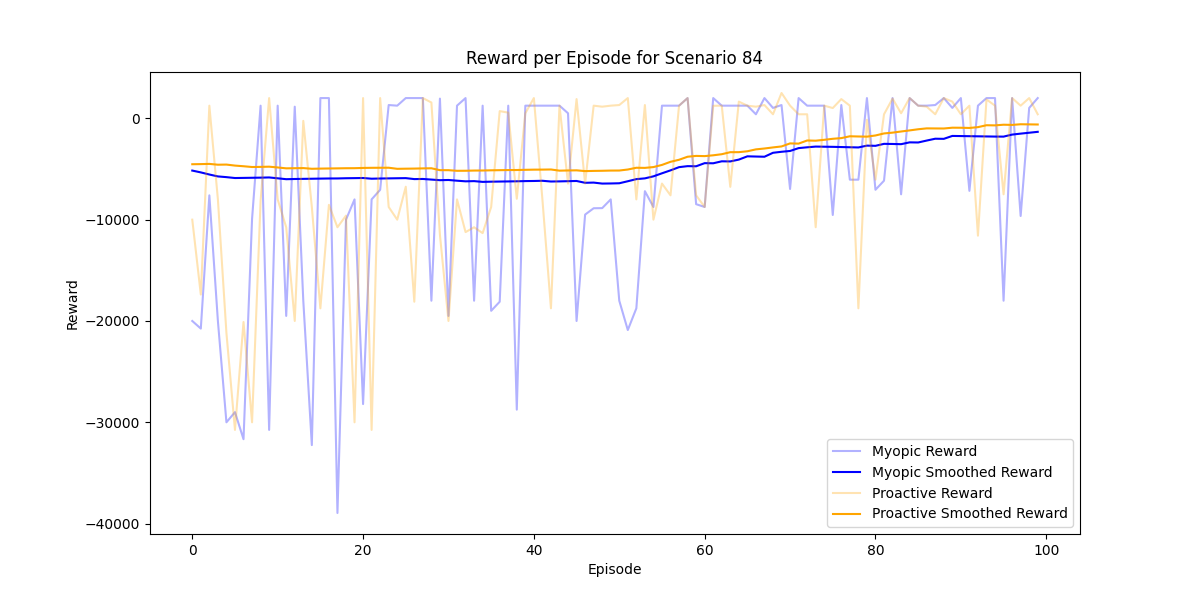 Reward per Episode for Scenario 84
Reward
0
−10000
−20000
−30000
−40000
0 20 40 60 80 100
Episode
Myopic Reward
Myopic Smoothed Reward
Proactive Reward
Proactive Smoothed Reward